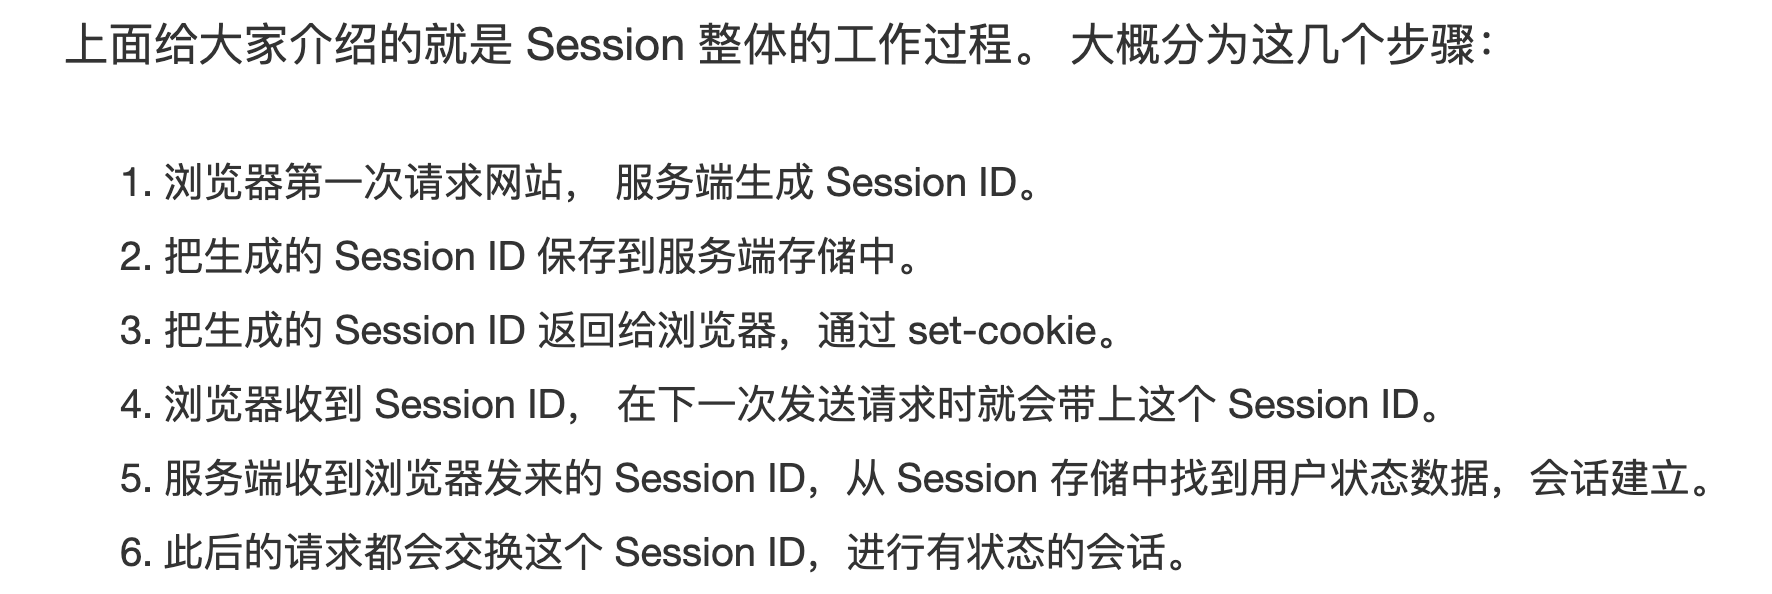 上面给大家介绍的就是 Session 整体的工作过程。 大概分为这几个步骤：
1. 浏览器第一次请求网站， 服务端生成 Session ID。
2. 把生成的 Session ID 保存到服务端存储中。
3. 把生成的 Session ID 返回给浏览器，通过 set-cookie。
4. 浏览器收到 Session ID， 在下一次发送请求时就会带上这个 Session ID。
5. 服务端收到浏览器发来的 Session ID，从 Session 存储中找到用户状态数据，会话建立。
6. 此后的请求都会交换这个 Session ID，进行有状态的会话。